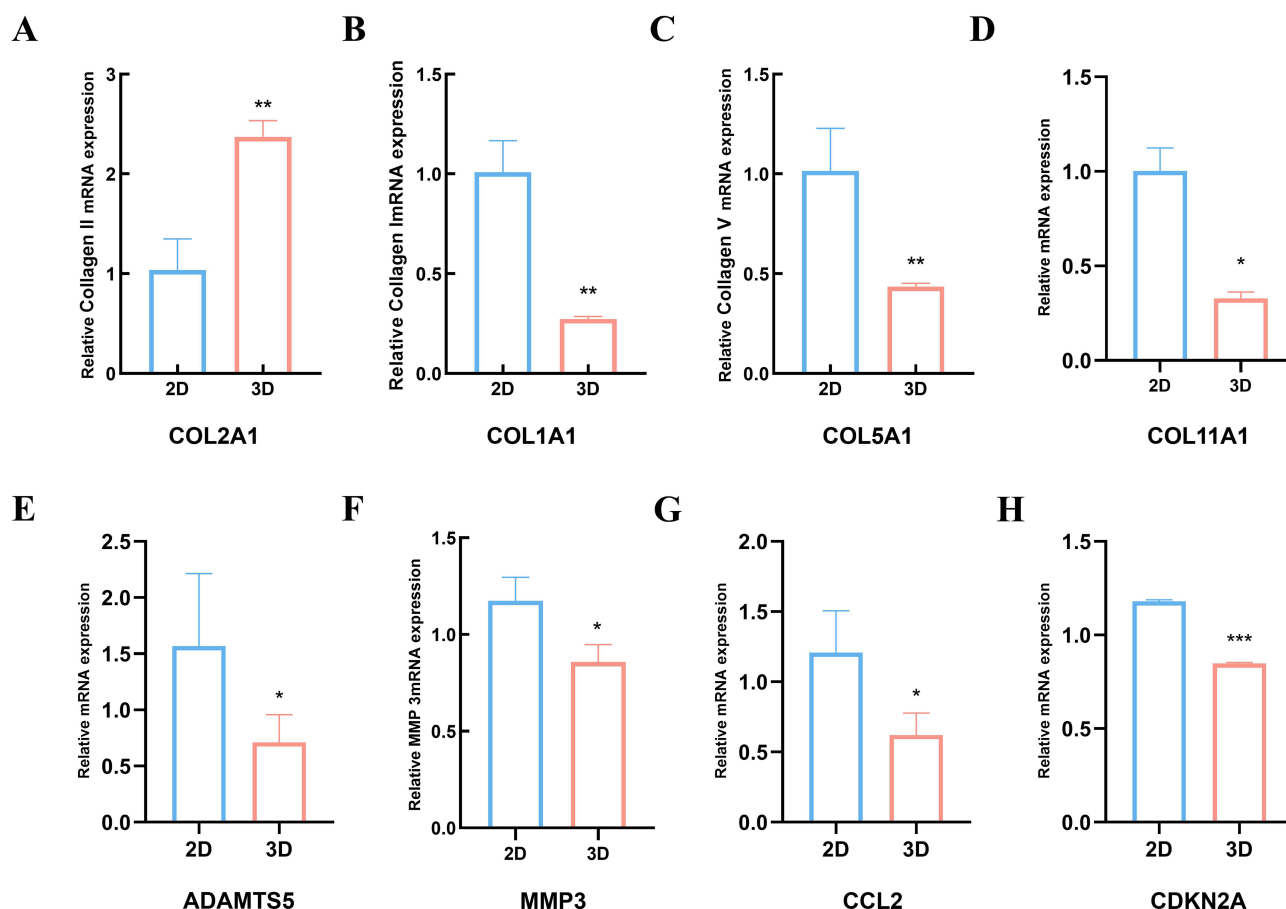 A
Relative Collagen II mRNA expression
3
2
1
0
**
2D
3D
COL2A1
B
Relative Collagen ImRNA expression
1.5
1.0
0.5
0.0
**
2D
3D
COL1A1
C
Relative Collagen V mRNA expression
1.5
1.0
0.5
0.0
**
2D
3D
COL5A1
D
Relative mRNA expression
1.5
1.0
0.5
0.0
*
2D
3D
COL11A1
E
Relative mRNA expression
2.5
2.0
1.5
1.0
0.5
0.0
*
2D
3D
ADAMTS5
F
Relative MMP 3mRNA expression
1.5
1.0
0.5
0.0
*
2D
3D
MMP3
G
Relative mRNA expression
2.0
1.5
1.0
0.5
0.0
*
2D
3D
CCL2
H
Relative mRNA expression
1.5
1.0
0.5
0.0
***
2D
3D
CDKN2A